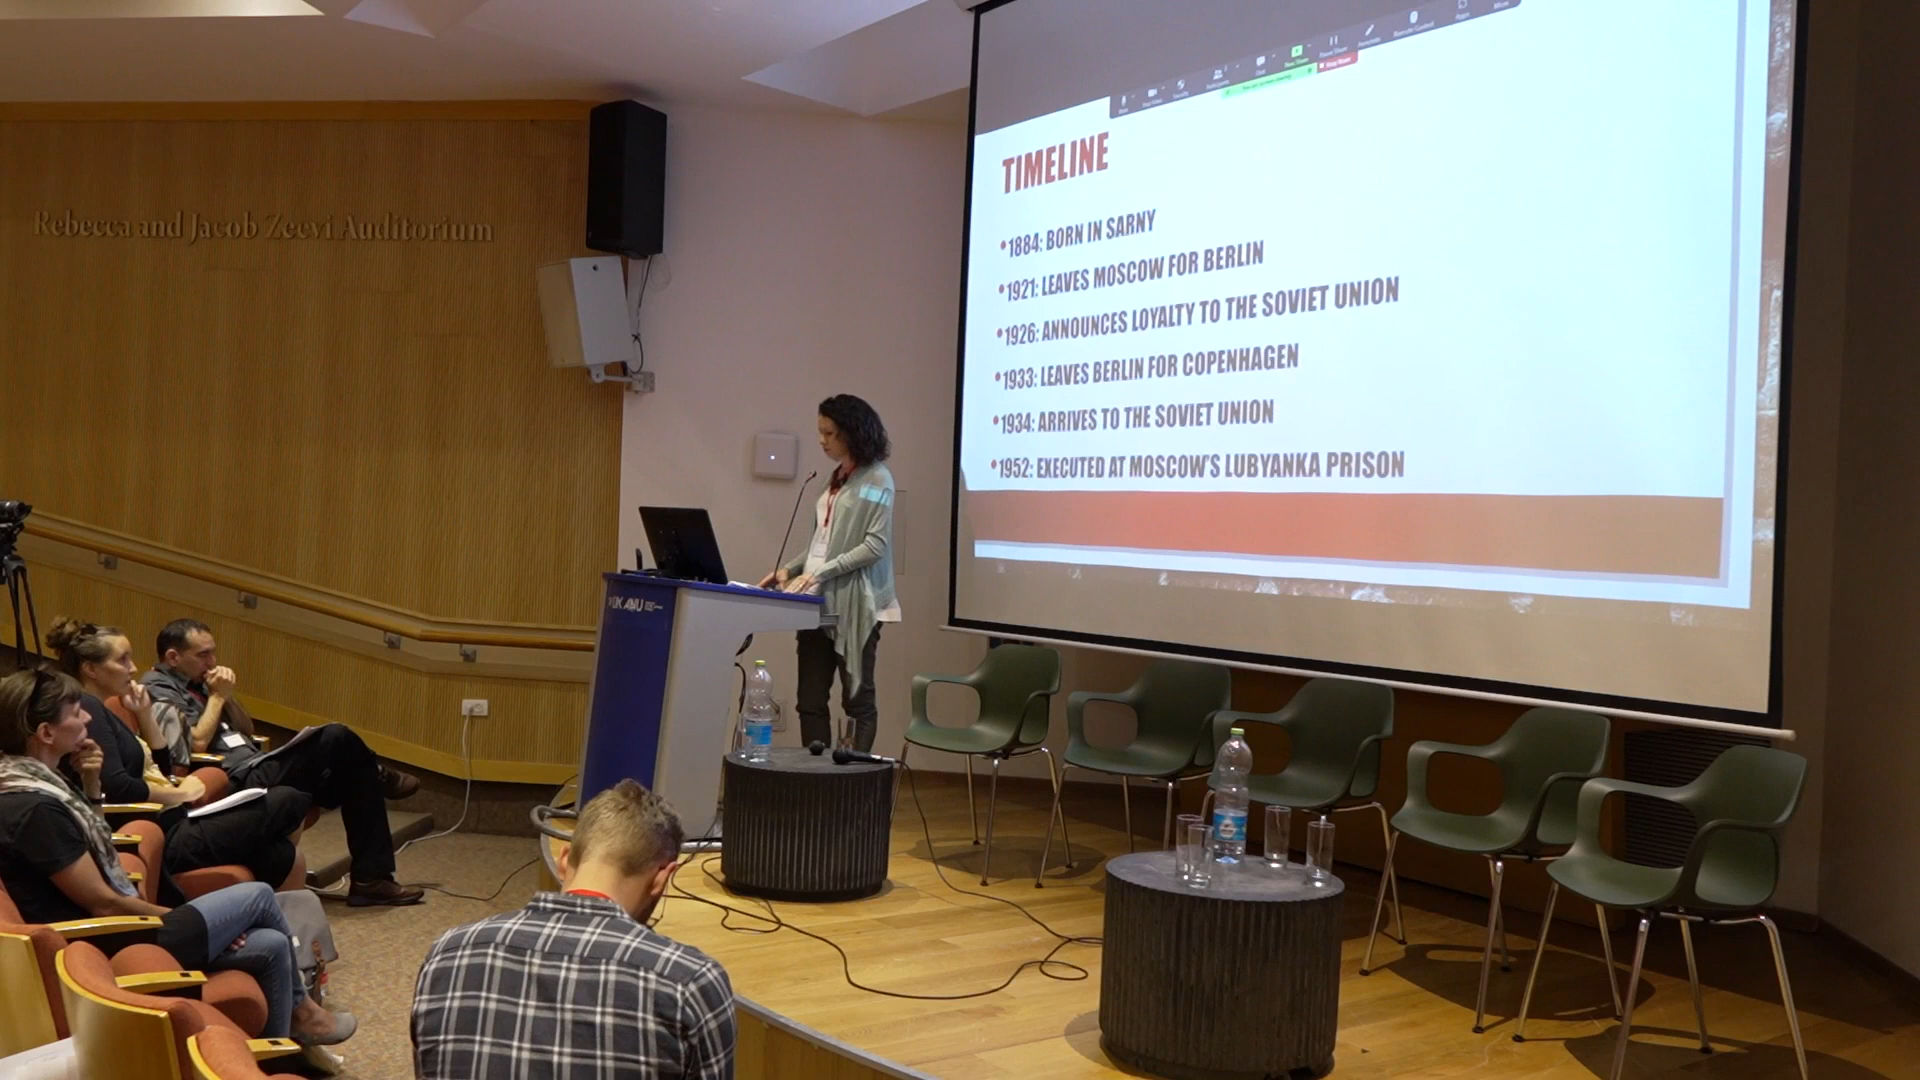 Rebecca and Jacob Zeevi Auditorium
TIMELINE
•1884: BORN IN SARNY
•1921: LEAVES MOSCOW FOR BERLIN
•1926: ANNOUNCES LOYALTY TO THE SOVIET UNION
•1933: LEAVES BERLIN FOR COPENHAGEN
•1934: ARRIVES TO THE SOVIET UNION
•1952: EXECUTED AT MOSCOW'S LUBYANKA PRISON
ANU